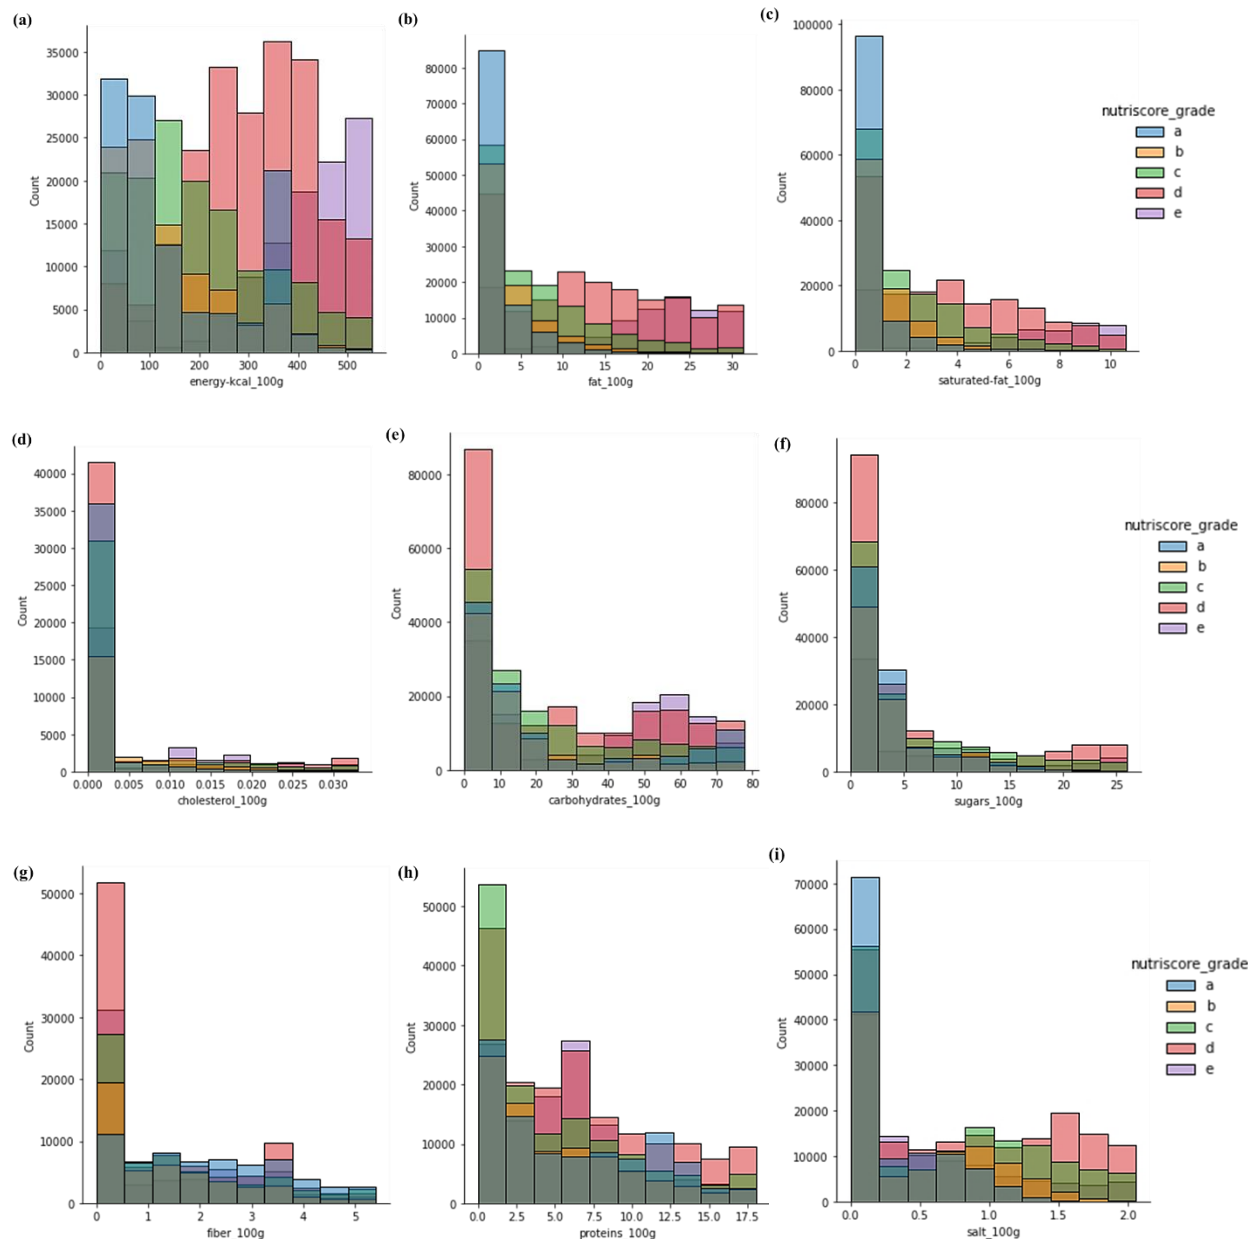 (a)
35000
30000
25000
20000
15000
10000
5000
0
Count
0 100 200 300 400 500
energy-kcal_100g
(b)
80000
70000
60000
50000
40000
30000
20000
10000
0
Count
0 5 10 15 20 25 30
fat_100g
(c)
100000
80000
60000
40000
20000
0
Count
0 2 4 6 8 10
saturated-fat_100g
nutriscore_grade
a
b
c
d
e
(d)
40000
35000
30000
25000
20000
15000
10000
5000
0
Count
0.000 0.005 0.010 0.015 0.020 0.025 0.030
cholesterol_100g
(e)
80000
60000
40000
20000
0
Count
0 10 20 30 40 50 60 70 80
carbohydrates_100g
(f)
80000
60000
40000
20000
0
Count
0 5 10 15 20 25
sugars_100g
nutriscore_grade
a
b
c
d
e
(g)
50000
40000
30000
20000
10000
0
Count
0 1 2 3 4 5
fiber_100g
(h)
50000
40000
30000
20000
10000
0
Count
0.0 2.5 5.0 7.5 10.0 12.5 15.0 17.5
proteins_100g
(i)
70000
60000
50000
40000
30000
20000
10000
0
Count
0.0 0.5 1.0 1.5 2.0
salt_100g
nutriscore_grade
a
b
c
d
e